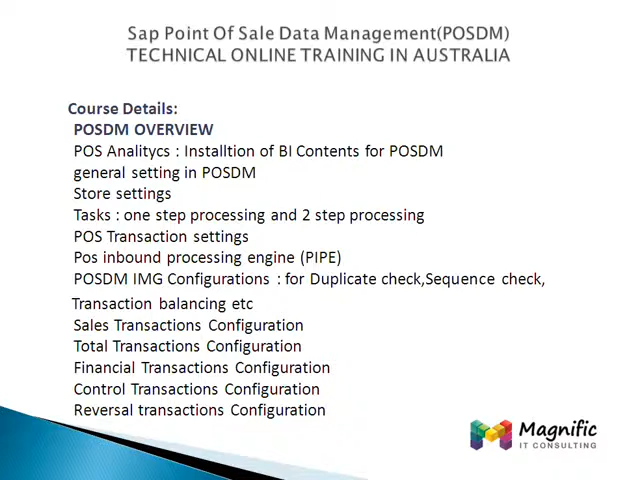 Sap Point Of Sale Data Management(POSDM)
TECHNICAL ONLINE TRAINING IN AUSTRALIA
Course Details:
POSDM OVERVIEW
POS Analitycs : Installtion of BI Contents for POSDM
general setting in POSDM
Store settings
Tasks : one step processing and 2 step processing
POS Transaction settings
Pos inbound processing engine (PIPE)
POSDM IMG Configurations : for Duplicate check,Sequence check,
Transaction balancing etc
Sales Transactions Configuration
Total Transactions Configuration
Financial Transactions Configuration
Control Transactions Configuration
Reversal transactions Configuration
Magnific
IT CONSULTING